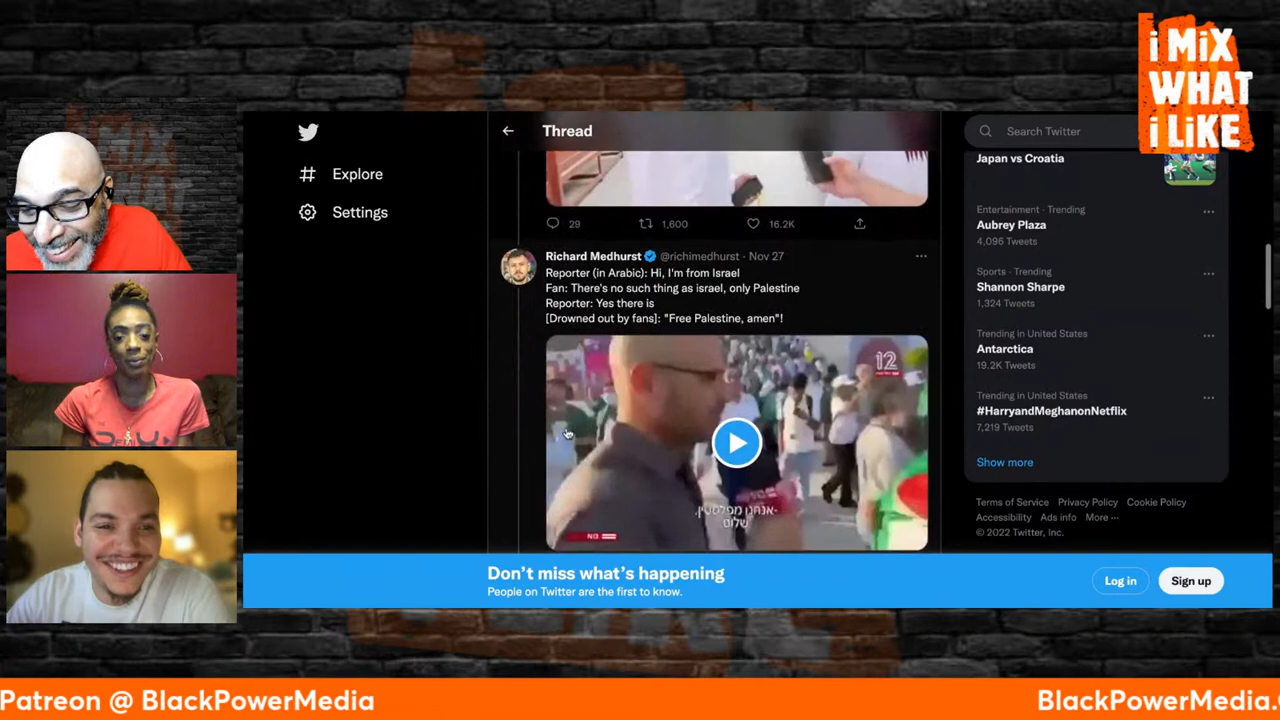 i MiX
WHAT
i LiKE
Explore
Settings
Thread
29
1,600
16.2K
Richard Medhurst @richimedhurst · Nov 27
Reporter (in Arabic): Hi, I'm from Israel
Fan: There's no such thing as israel, only Palestine
Reporter: Yes there is
[Drowned out by fans]: "Free Palestine, amen"!
12
-אנחנו מפלסטין.
שלום
Search Twitter
Japan vs Croatia
Entertainment · Trending
Aubrey Plaza
4,096 Tweets
Sports · Trending
Shannon Sharpe
1,324 Tweets
Trending in United States
Antarctica
19.2K Tweets
Trending in United States
#HarryandMeghanonNetflix
7,219 Tweets
Show more
Terms of Service Privacy Policy Cookie Policy
Accessibility Ads info More ···
© 2022 Twitter, Inc.
Don't miss what's happening
People on Twitter are the first to know.
Log in
Sign up
Patreon @ BlackPowerMedia
BlackPowerMedia.